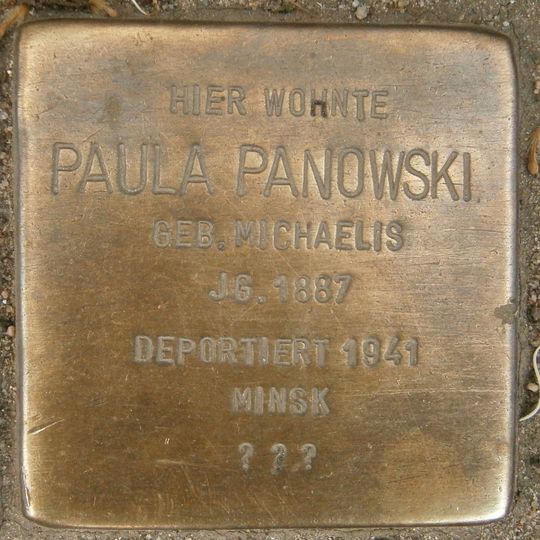 HIER WOHNTE
PAULA PANOWSKI
GEB. MICHAELIS
JG. 1887
DEPORTIERT 1941
MINSK
? ? ?